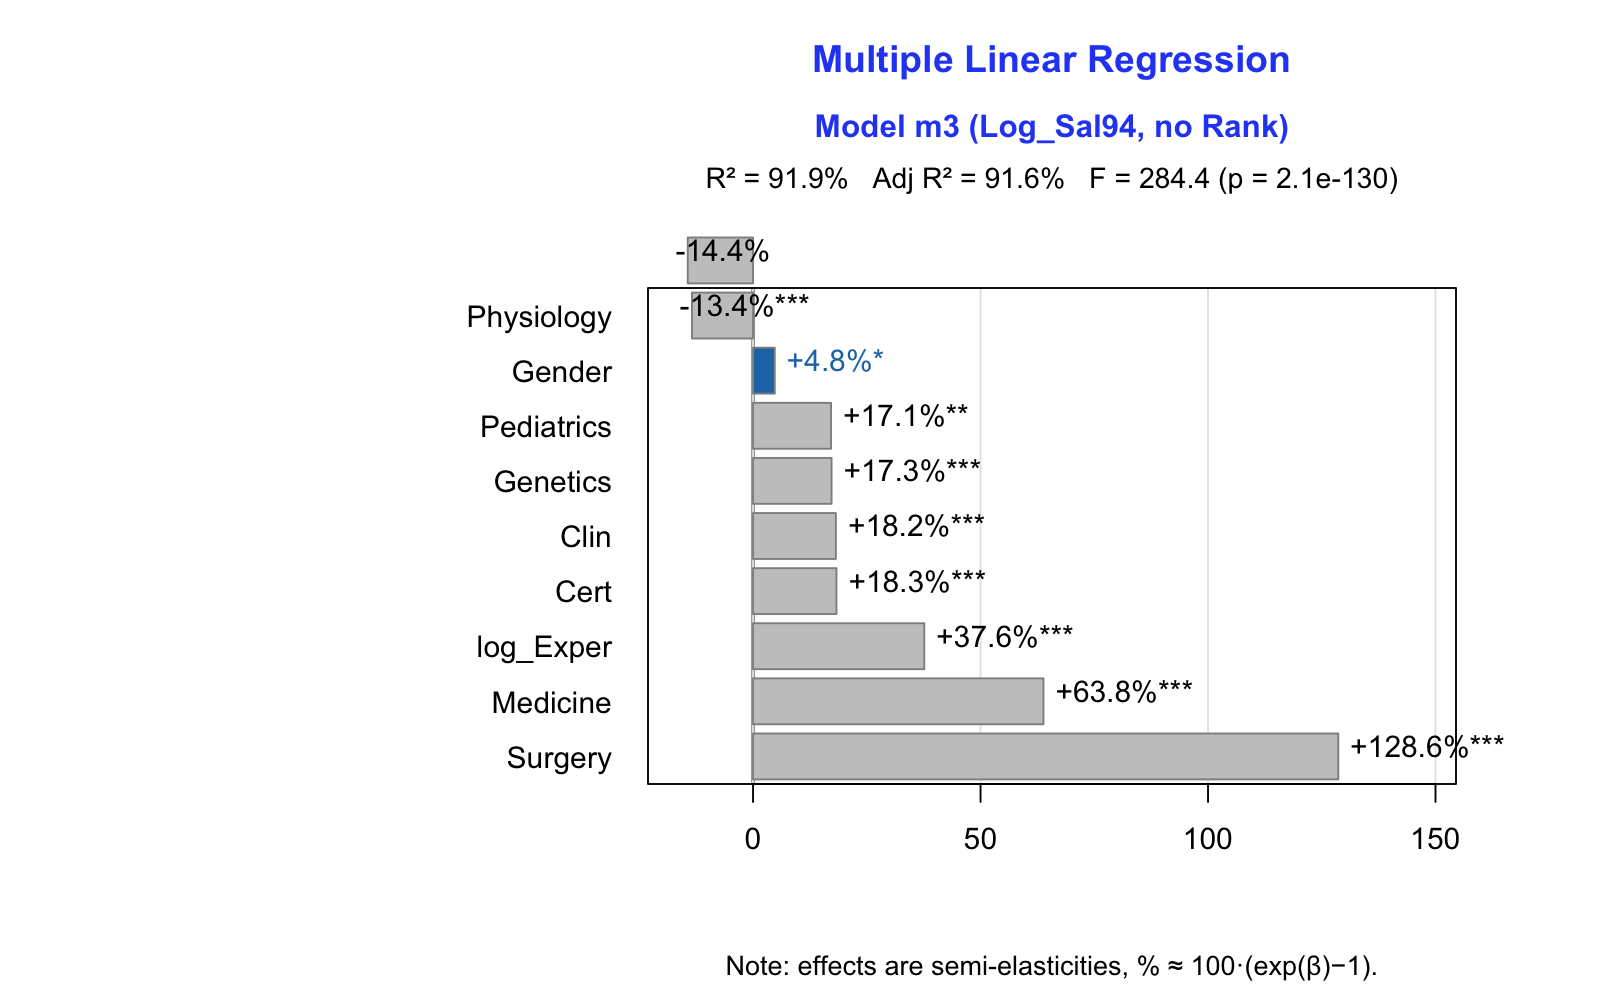 Multiple Linear Regression
Model m3 (Log_Sal94, no Rank)
R² = 91.9% Adj R² = 91.6% F = 284.4 (p = 2.1e-130)
-14.4%
Physiology -13.4%***
Gender +4.8%*
Pediatrics +17.1%**
Genetics +17.3%***
Clin +18.2%***
Cert +18.3%***
log_Exper +37.6%***
Medicine +63.8%***
Surgery +128.6%***
0 50 100 150
Note: effects are semi-elasticities, % ≈ 100·(exp(β)−1).